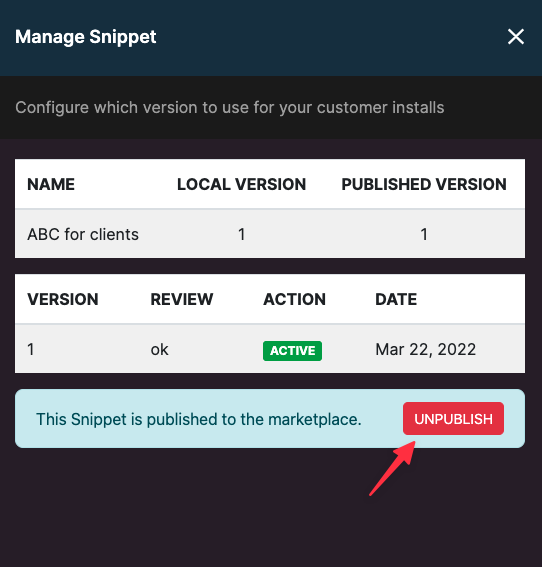 Manage Snippet
Configure which version to use for your customer installs
NAME LOCAL VERSION PUBLISHED VERSION
ABC for clients 1 1
VERSION REVIEW ACTION DATE
1 ok ACTIVE Mar 22, 2022
This Snippet is published to the marketplace. UNPUBLISH